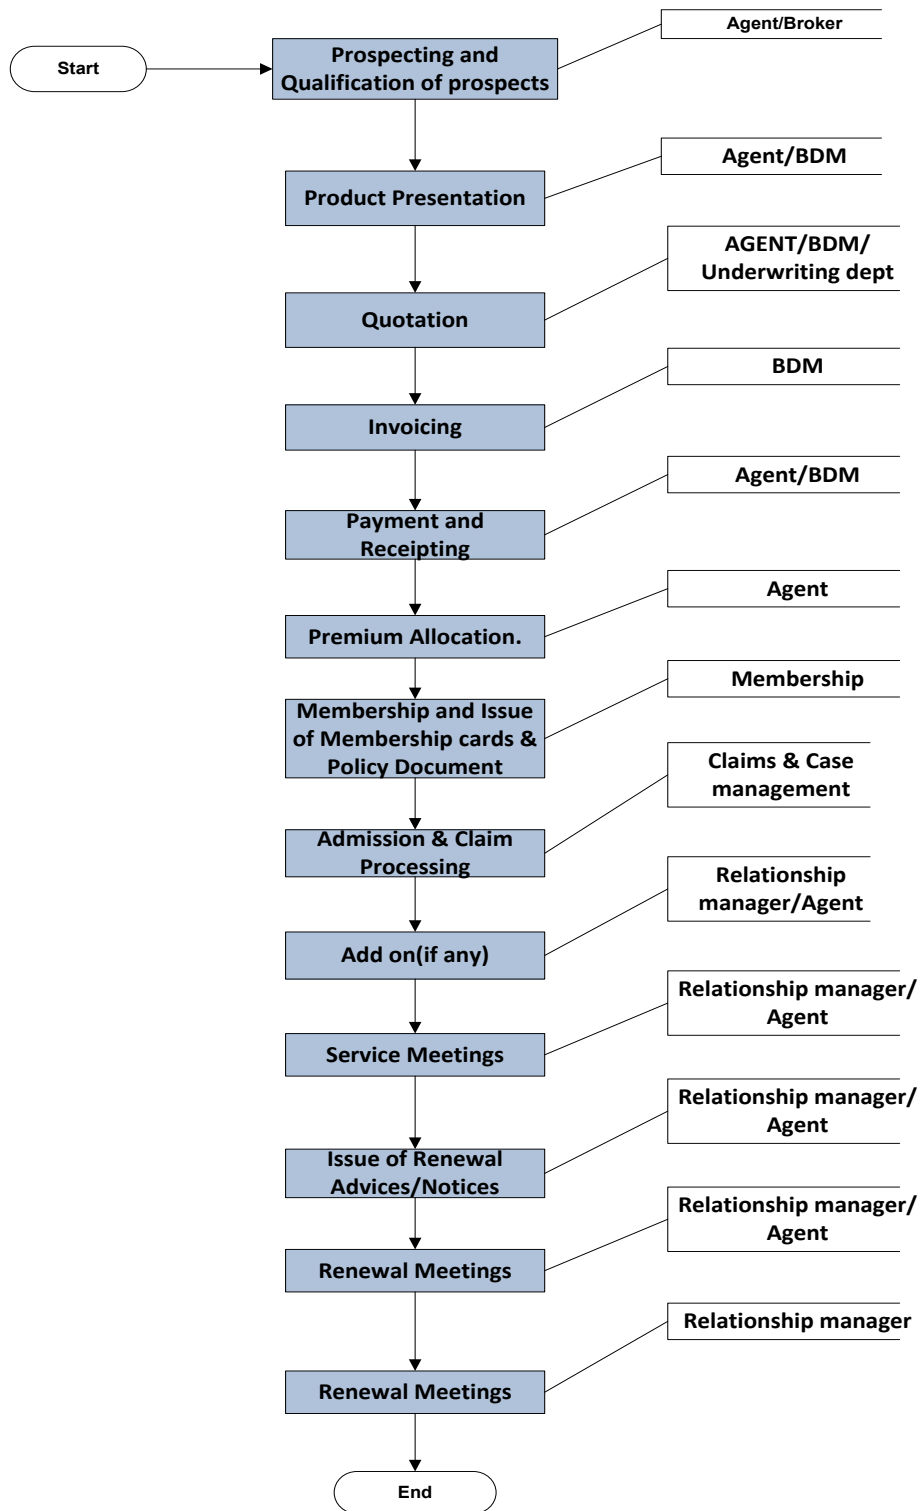 Agent/Broker
Start
Prospecting and
Qualification of prospects
Agent/BDM
Product Presentation
AGENT/BDM/
Underwriting dept
Quotation
BDM
Invoicing
Agent/BDM
Payment and
Receipting
Agent
Premium Allocation.
Membership
Membership and Issue
of Membership cards &
Policy Document
Claims & Case
management
Admission & Claim
Processing
Relationship
manager/Agent
Add on(if any)
Relationship manager/
Agent
Service Meetings
Relationship manager/
Agent
Issue of Renewal
Advices/Notices
Relationship manager/
Agent
Renewal Meetings
Relationship manager
Renewal Meetings
End